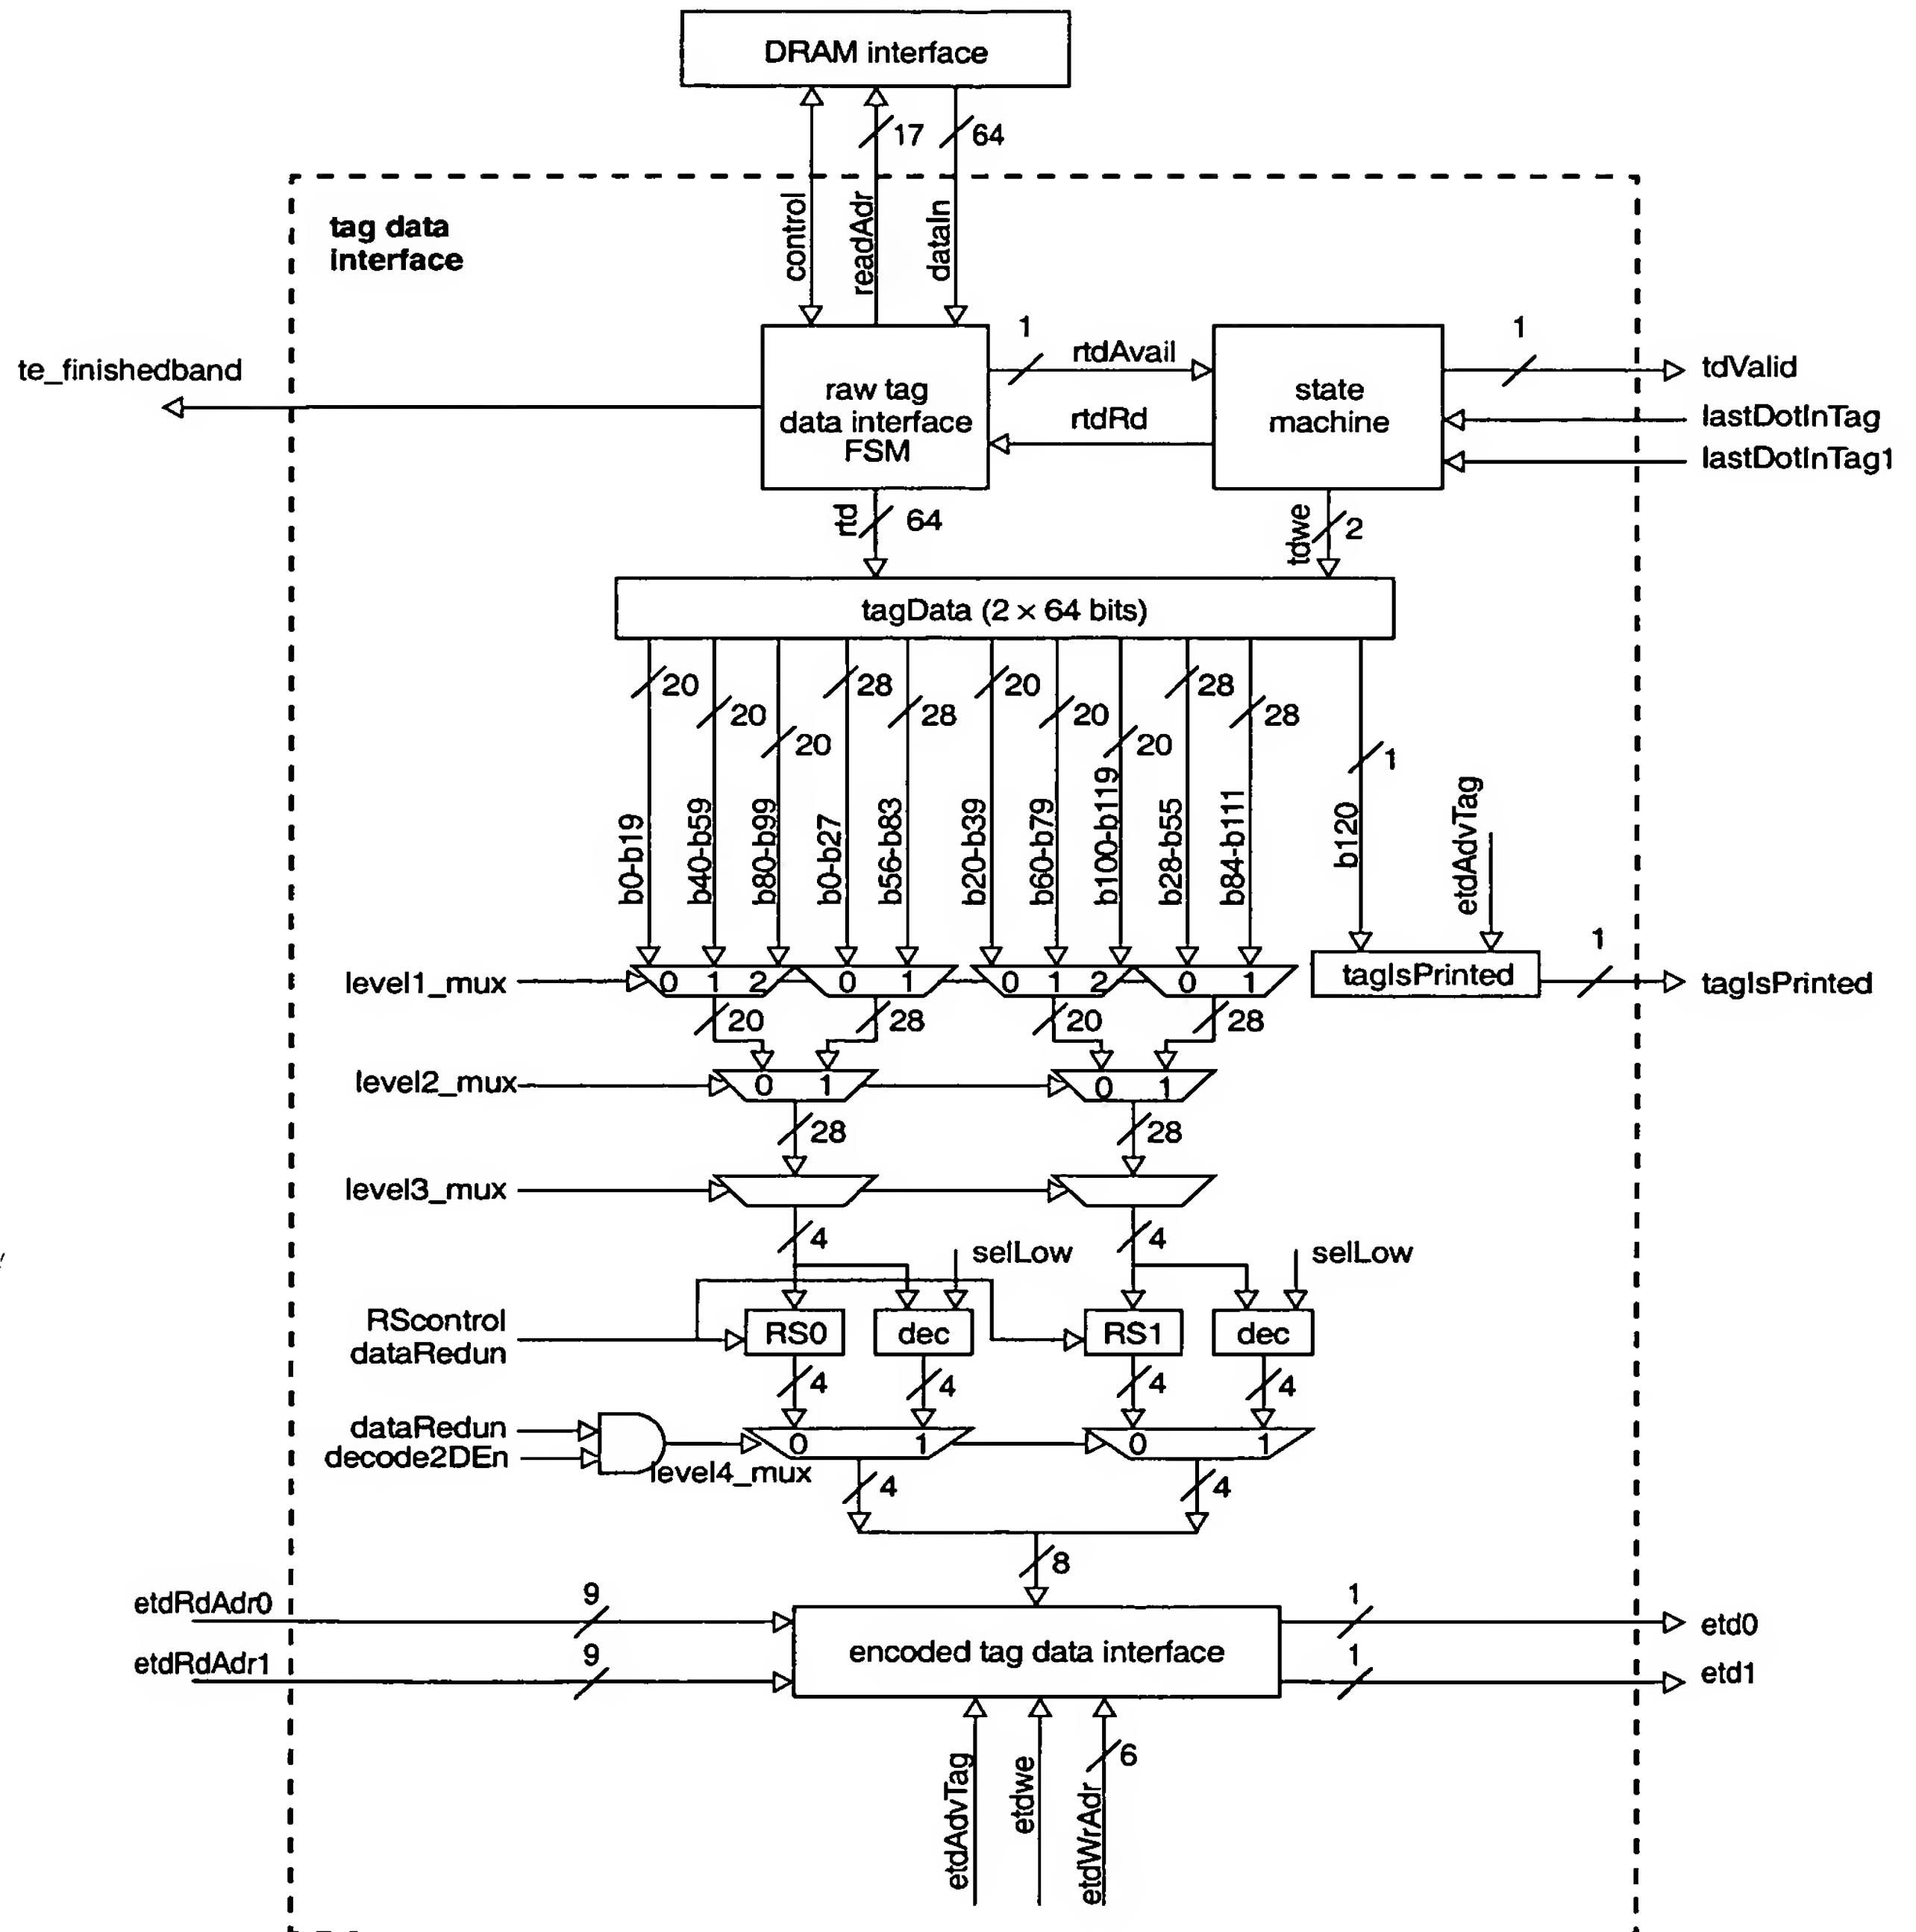 DRAM interface
17
64
control
readAdr
dataIn
tag data
interface
te_finishedband
raw tag
data interface
FSM
1
rtdAvail
rtdRd
state
machine
1
tdValid
lastDotInTag
lastDotInTag1
rtd
64
tdwe
2
tagData (2 × 64 bits)
20
20
20
28
28
20
20
20
28
28
1
b0-b19
b40-b59
b80-b99
b0-b27
b56-b83
b20-b39
b60-b79
b100-b119
b28-b55
b84-b111
b120
etdAdvTag
level1_mux
0 1 2
0 1
0 1 2
0 1
tagIsPrinted
1
tagIsPrinted
20
28
20
28
level2_mux
0 1
0 1
28
28
level3_mux
4
selLow
4
selLow
RScontrol
dataRedun
RS0
dec
RS1
dec
4
4
4
4
dataRedun
decode2DEn
level4_mux
0 1
0 1
4
4
8
etdRdAdr0
9
etdRdAdr1
9
encoded tag data interface
1
etd0
1
etd1
etdAdvTag
etdwe
etdWrAdr
6